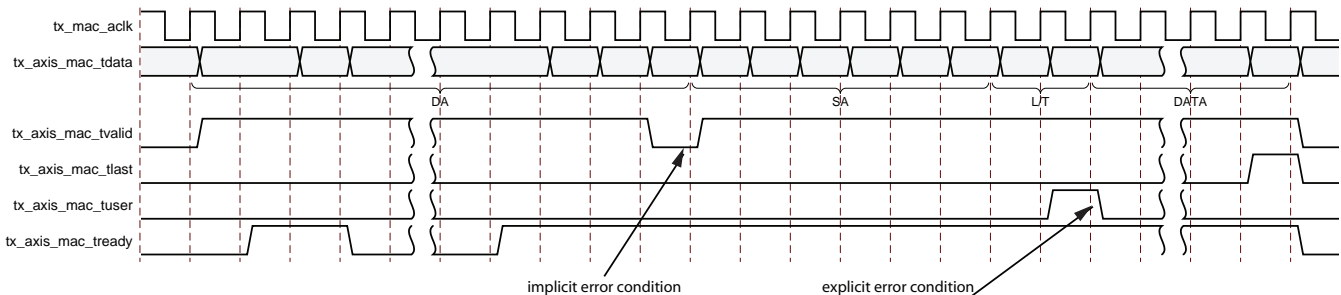 tx_mac_aclk
tx_axis_mac_tdata
DA
SA
L/T
DATA
tx_axis_mac_tvalid
tx_axis_mac_tlast
tx_axis_mac_tuser
tx_axis_mac_tready
implicit error condition
explicit error condition